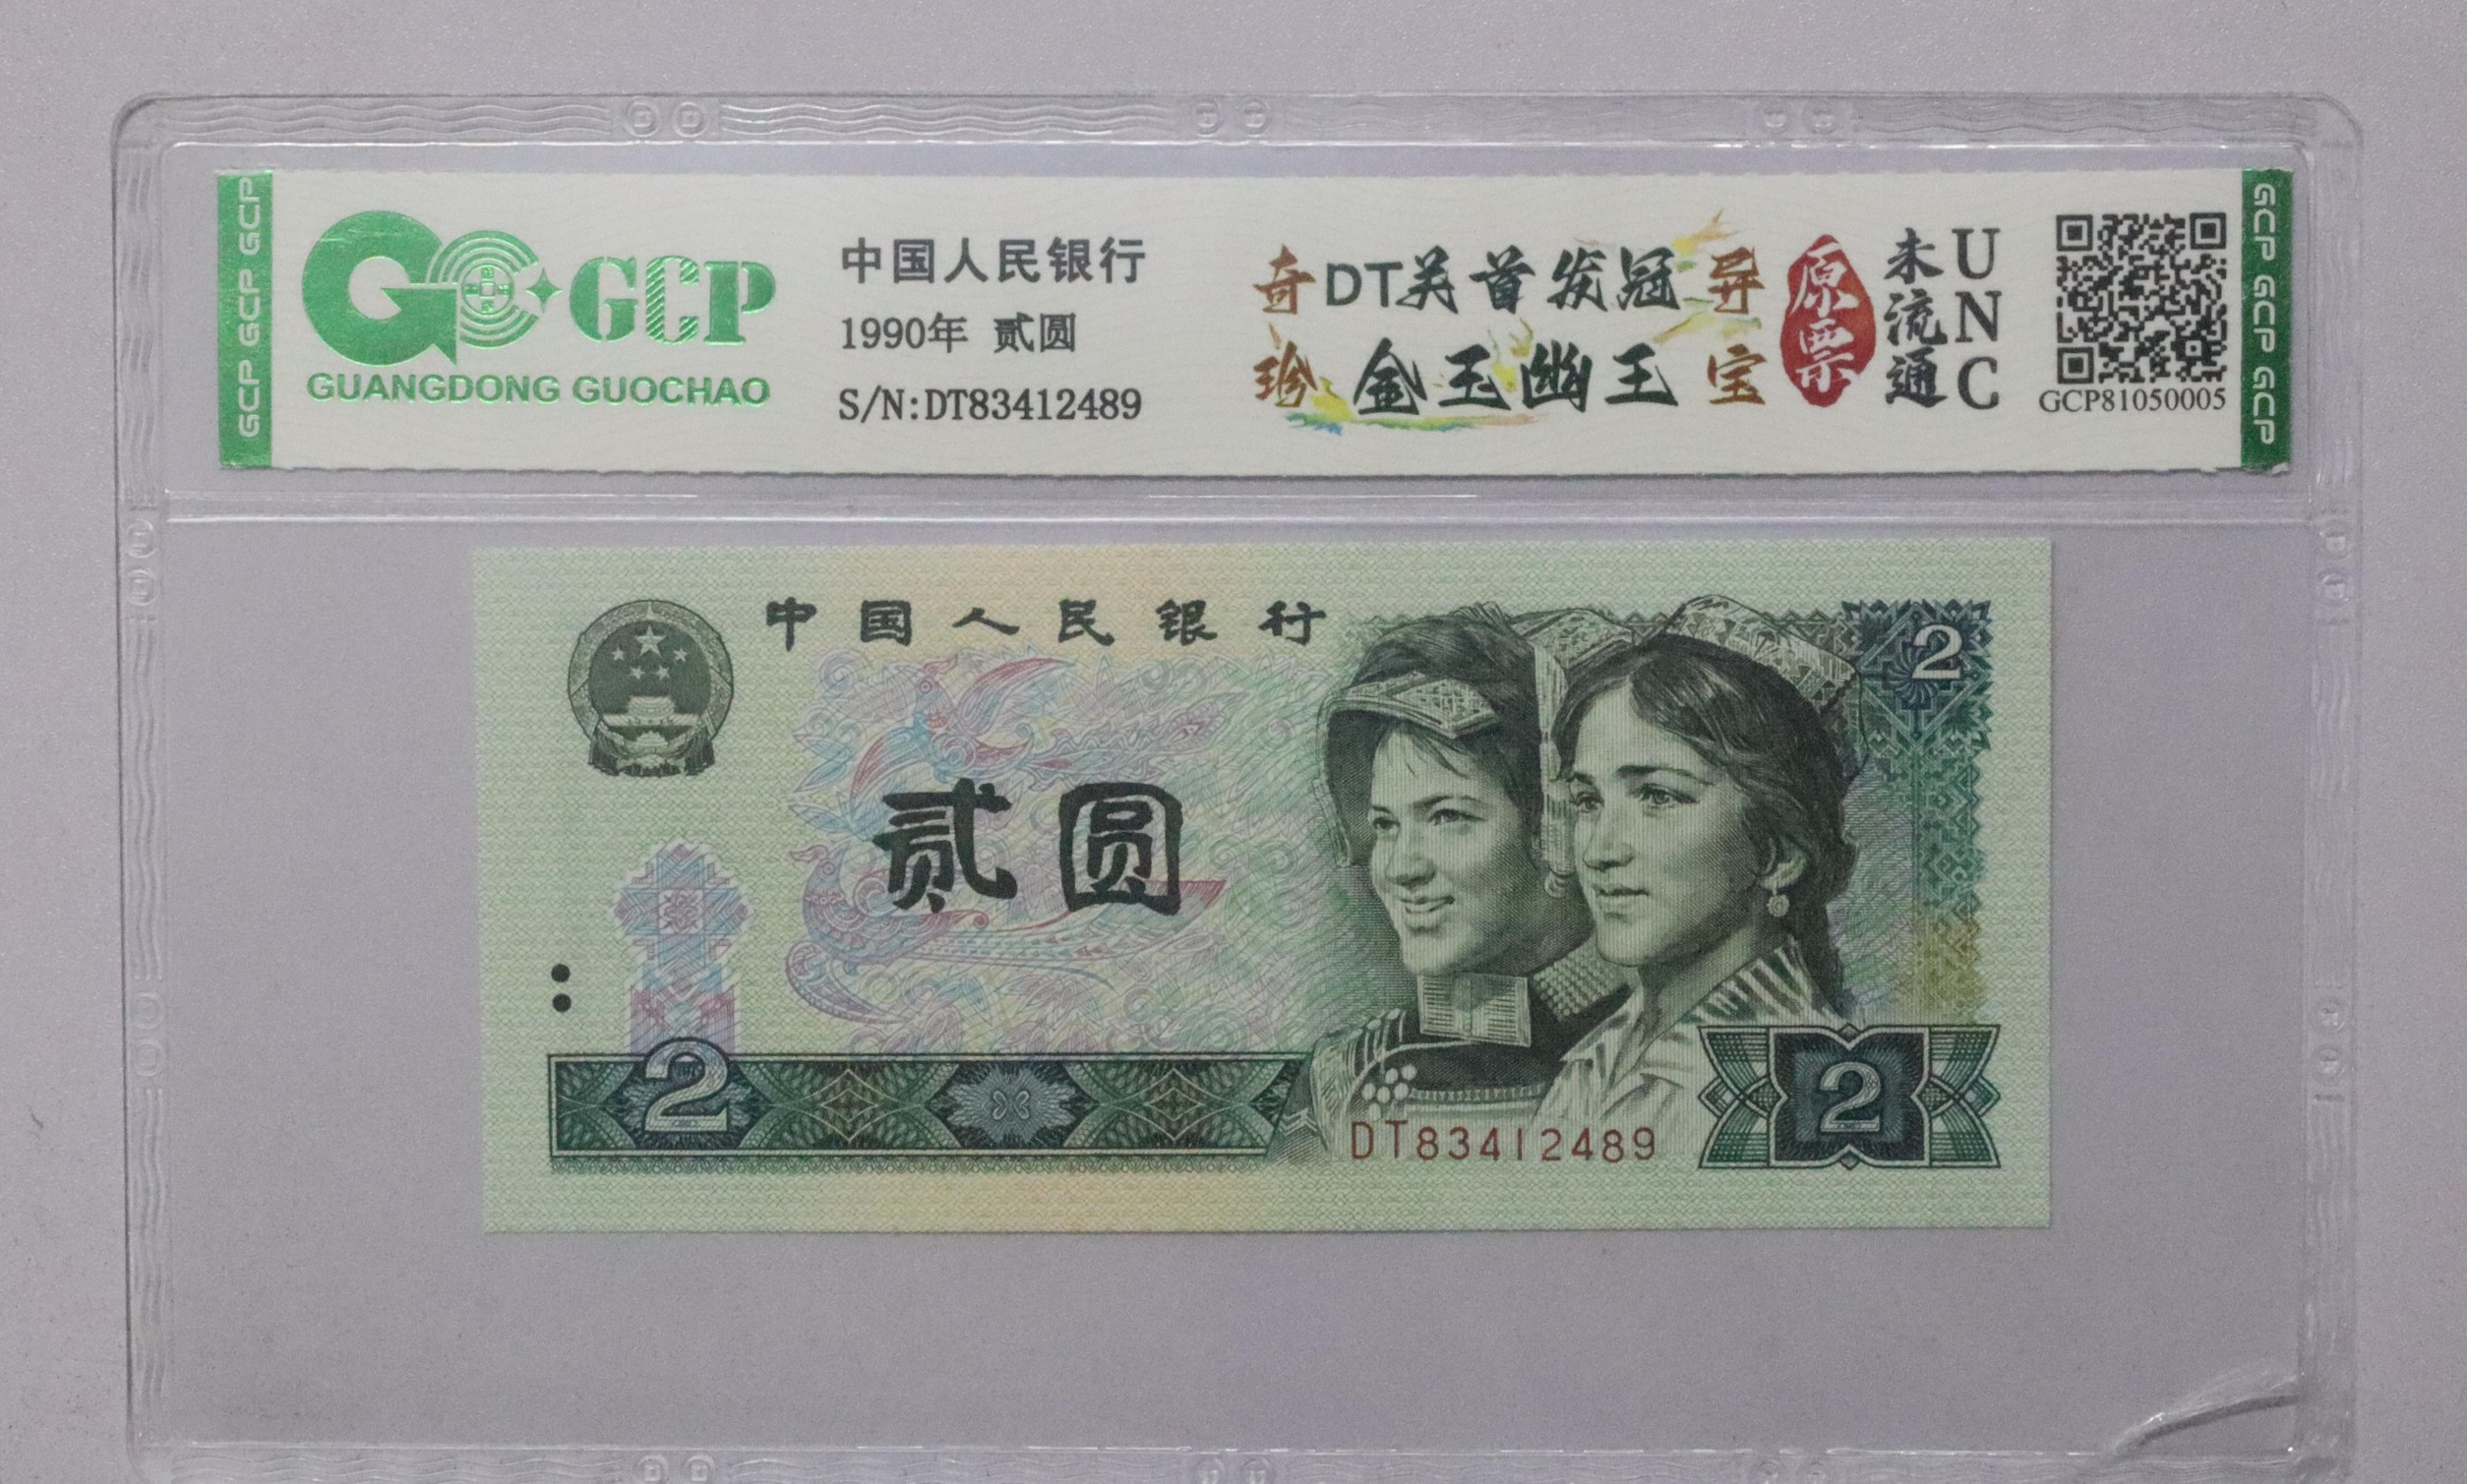 GCP GCP GCP
GCP
GUANGDONG GUOCHAO
中国人民银行
1990年 贰圆
S/N:DT83412489
奇DT关首发冠异
珍金玉幽王宝
原票
未流通
UNC
GCP81050005
GCP GCP GCP
中国人民银行
2
贰圆
2
DT83412489
2